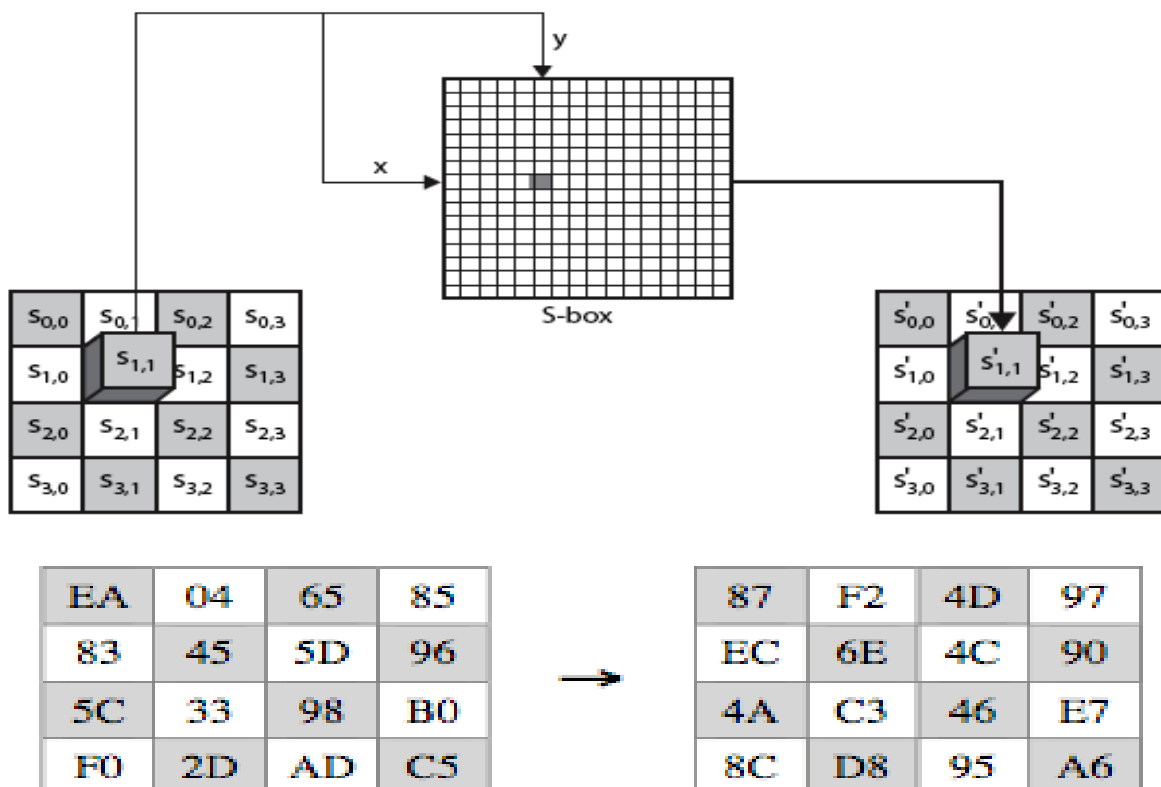 y
x
S-box
s0,0 s0,1 s0,2 s0,3
s1,0 s1,1 s1,2 s1,3
s2,0 s2,1 s2,2 s2,3
s3,0 s3,1 s3,2 s3,3
s'0,0 s'0, s'0,2 s'0,3
s'1,0 s'1,1 s'1,2 s'1,3
s'2,0 s'2,1 s'2,2 s'2,3
s'3,0 s'3,1 s'3,2 s'3,3
EA 04 65 85
83 45 5D 96
5C 33 98 B0
F0 2D AD C5
→
87 F2 4D 97
EC 6E 4C 90
4A C3 46 E7
8C D8 95 A6